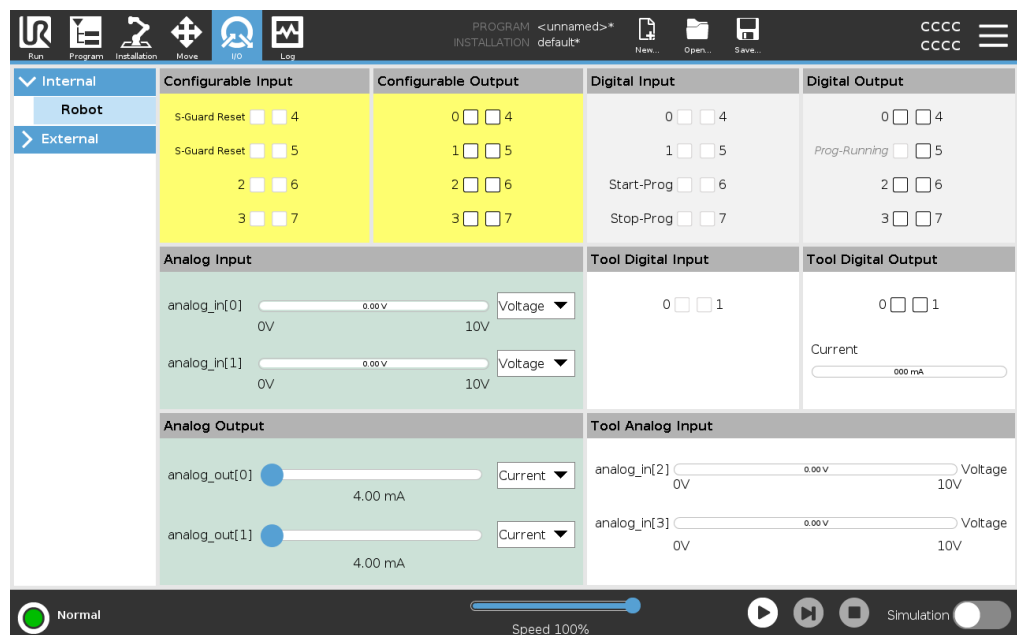 PROGRAM <unnamed>*
INSTALLATION default*
CCCC
CCCC
UR
Run Program Installation Move I/O Log New... Open... Save...
Internal
Robot
External
Configurable Input Configurable Output Digital Input Digital Output
S-Guard Reset 4 0 4 0 4 0 4
S-Guard Reset 5 1 5 1 5 Prog-Running 5
2 6 2 6 Start-Prog 6 2 6
3 7 3 7 Stop-Prog 7 3 7
Analog Input Tool Digital Input Tool Digital Output
analog_in[0] 0.00 V Voltage 0 1 0 1
0V 10V
Current
analog_in[1] 0.00 V Voltage 000 mA
0V 10V
Analog Output Tool Analog Input
analog_out[0] Current analog_in[2] 0.00 V Voltage
4.00 mA 0V 10V
analog_out[1] Current analog_in[3] 0.00 V Voltage
4.00 mA 0V 10V
Normal Speed 100% Simulation